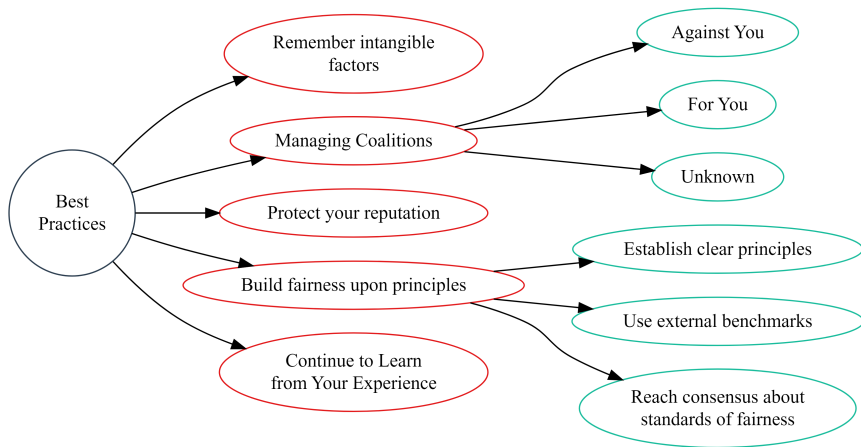 Best
Practices
Remember intangible
factors
Managing Coalitions
Protect your reputation
Build fairness upon principles
Continue to Learn
from Your Experience
Against You
For You
Unknown
Establish clear principles
Use external benchmarks
Reach consensus about
standards of fairness